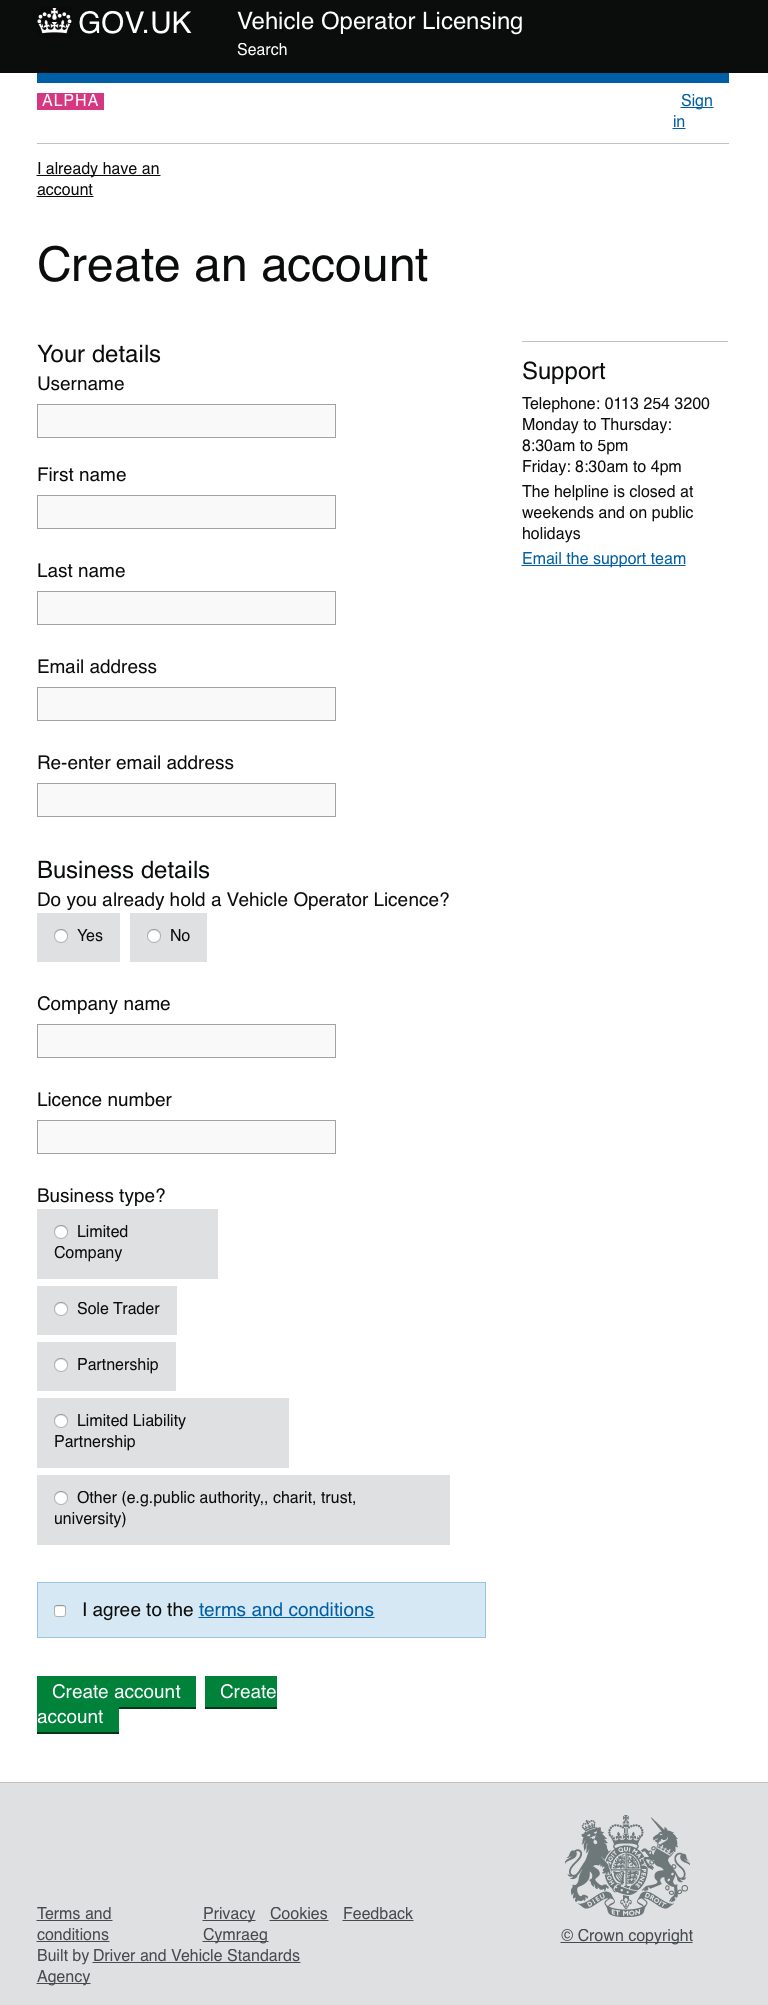 GOV.UK
Vehicle Operator Licensing
Search
ALPHA
Sign
in
I already have an
account
Create an account
Your details
Username
First name
Last name
Email address
Re-enter email address
Support
Telephone: 0113 254 3200
Monday to Thursday:
8:30am to 5pm
Friday: 8:30am to 4pm
The helpline is closed at
weekends and on public
holidays
Email the support team
Business details
Do you already hold a Vehicle Operator Licence?
Yes No
Company name
Licence number
Business type?
Limited
Company
Sole Trader
Partnership
Limited Liability
Partnership
Other (e.g.public authority,, charit, trust,
university)
I agree to the terms and conditions
Create account Create
account
Terms and
conditions
Privacy Cookies Feedback
Cymraeg
Built by Driver and Vehicle Standards
Agency
DIEU ET MON DROIT
© Crown copyright